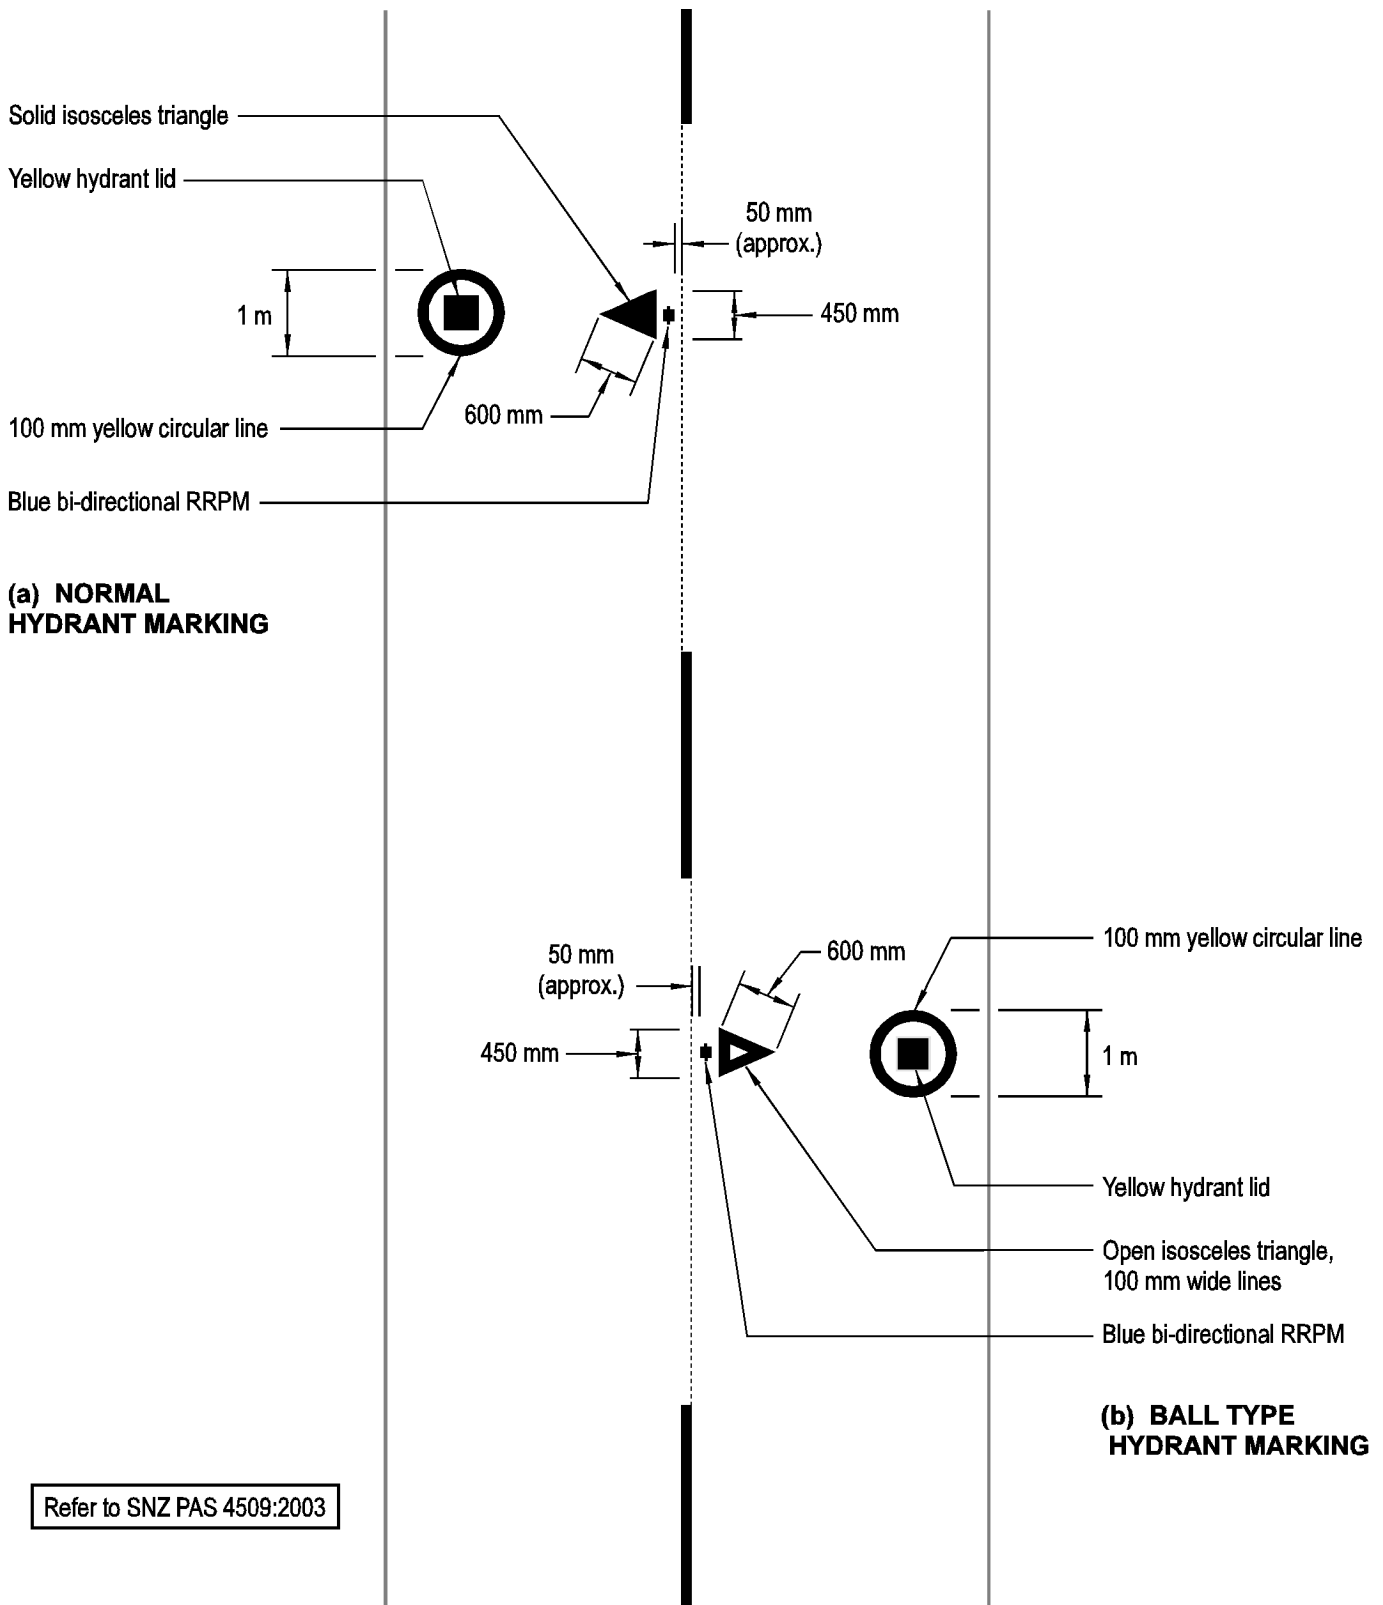 Solid isosceles triangle
Yellow hydrant lid
50 mm
(approx.)
1 m
450 mm
600 mm
100 mm yellow circular line
Blue bi-directional RRPM
(a) NORMAL
HYDRANT MARKING
100 mm yellow circular line
50 mm
(approx.)
600 mm
450 mm
1 m
Yellow hydrant lid
Open isosceles triangle,
100 mm wide lines
Blue bi-directional RRPM
(b) BALL TYPE
HYDRANT MARKING
Refer to SNZ PAS 4509:2003